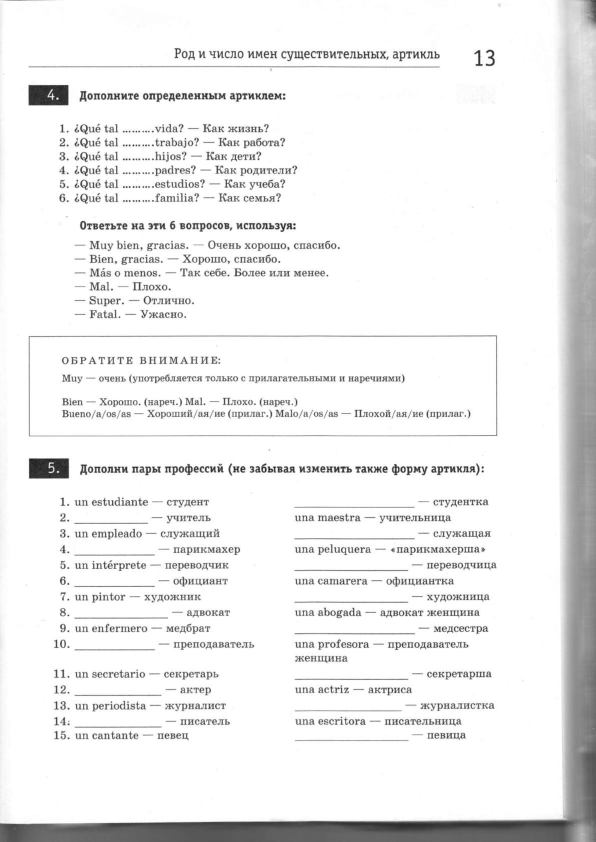 Род и число имен существительных, артикль 13
4. Дополните определенным артиклем:
1. ¿Qué tal ..........vida? — Как жизнь?
2. ¿Qué tal ..........trabajo? — Как работа?
3. ¿Qué tal ..........hijos? — Как дети?
4. ¿Qué tal ..........padres? — Как родители?
5. ¿Qué tal ..........estudios? — Как учеба?
6. ¿Qué tal ..........familia? — Как семья?
Ответьте на эти 6 вопросов, используя:
— Muy bien, gracias. — Очень хорошо, спасибо.
— Bien, gracias. — Хорошо, спасибо.
— Más o menos. — Так себе. Более или менее.
— Mal. — Плохо.
— Super. — Отлично.
— Fatal. — Ужасно.
ОБРАТИТЕ ВНИМАНИЕ:
Muy — очень (употребляется только с прилагательными и наречиями)
Bien — Хорошо. (нареч.) Mal. — Плохо. (нареч.)
Bueno/a/os/as — Хороший/ая/ие (прилаг.) Malo/a/os/as — Плохой/ая/ие (прилаг.)
5. Дополни пары профессий (не забывая изменить также форму артикля):
1. un estudiante — студент ____________ — студентка
2. ____________ — учитель una maestra — учительница
3. un empleado — служащий ____________ — служащая
4. ____________ — парикмахер una peluquera — «парикмахерша»
5. un intérprete — переводчик ____________ — переводчица
6. ____________ — официант una camarera — официантка
7. un pintor — художник ____________ — художница
8. ____________ — адвокат una abogada — адвокат женщина
9. un enfermero — медбрат ____________ — медсестра
10. ____________ — преподаватель una profesora — преподаватель
женщина
11. un secretario — секретарь ____________ — секретарша
12. ____________ — актер una actriz — актриса
13. un periodista — журналист ____________ — журналистка
14. ____________ — писатель una escritora — писательница
15. un cantante — певец ____________ — певица